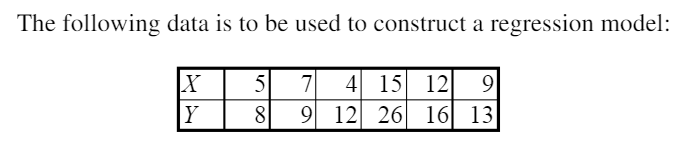 The following data is to be used to construct a regression model:
X 5 7 4 15 12 9
Y 8 9 12 26 16 13